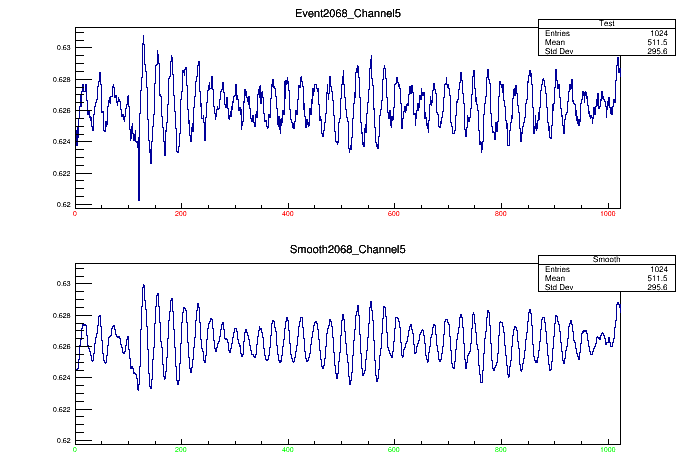 Event2068_Channel5
Test
Entries 1024
Mean 511.5
Std Dev 295.6
0.63
0.628
0.626
0.624
0.622
0.62
0 200 400 600 800 1000
Smooth2068_Channel5
Smooth
Entries 1024
Mean 511.5
Std Dev 295.6
0.63
0.628
0.626
0.624
0.622
0.62
0 200 400 600 800 1000